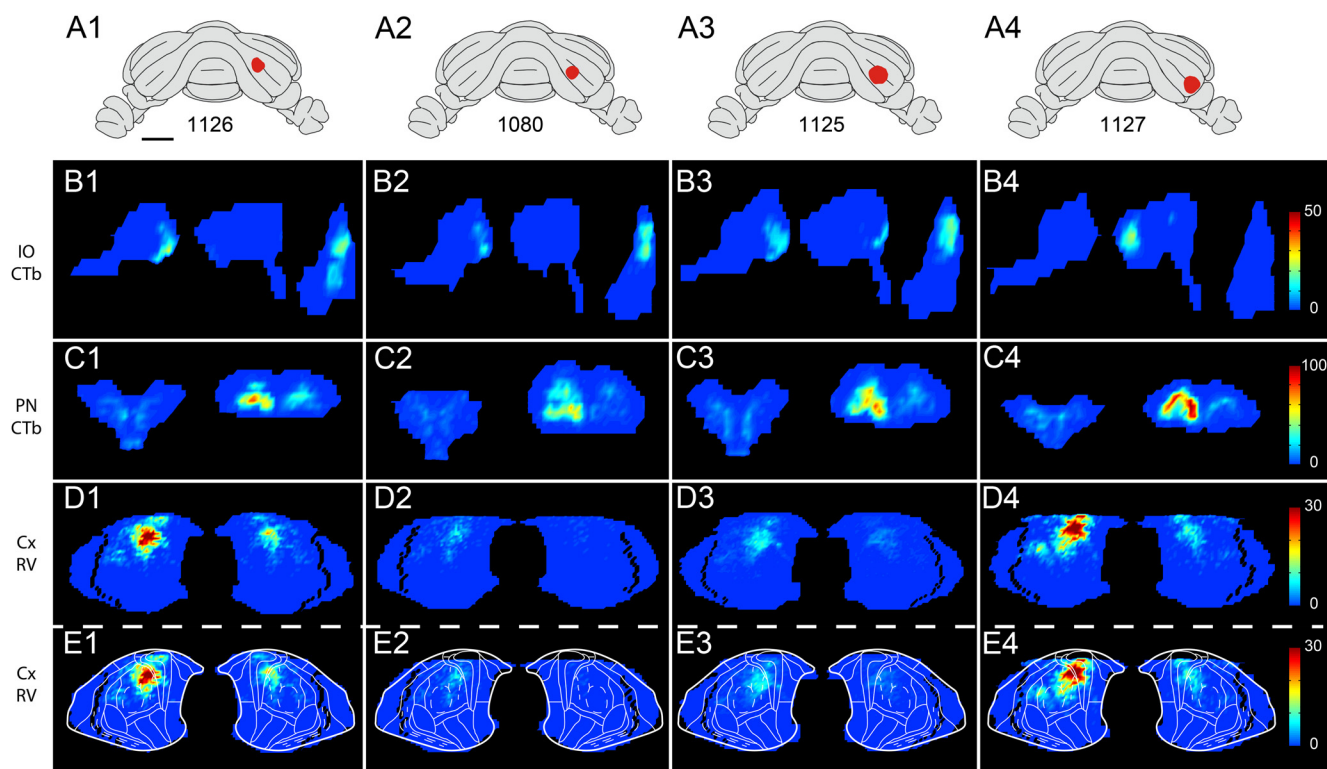 A1 A2 A3 A4
1126 1080 1125 1127
B1 B2 B3 B4
IO
CTb
50
0
C1 C2 C3 C4
PN
CTb
100
0
D1 D2 D3 D4
Cx
RV
30
0
E1 E2 E3 E4
Cx
RV
30
0